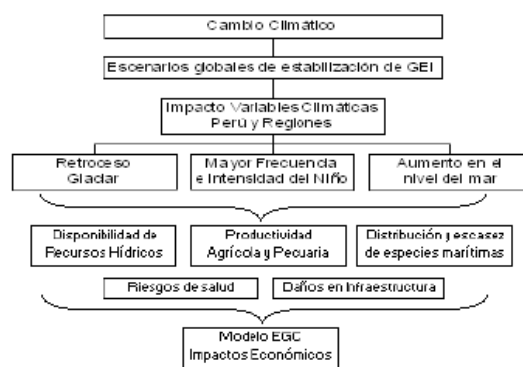 Cambio Climático
Escenarios globales de estabilización de GEI
Impacto Variables Climáticas
Perú y Regiones
Retroceso
Glaciar
Mayor Frecuencia
e Intensidad del Niño
Aumento en el
nivel del mar
Disponibilidad de
Recursos Hídricos
Productividad
Agrícola y Pecuaria
Distribución y escasez
de especies marítimas
Riesgos de salud
Daños en Infraestructura
Modelo EGC
Impactos Económicos